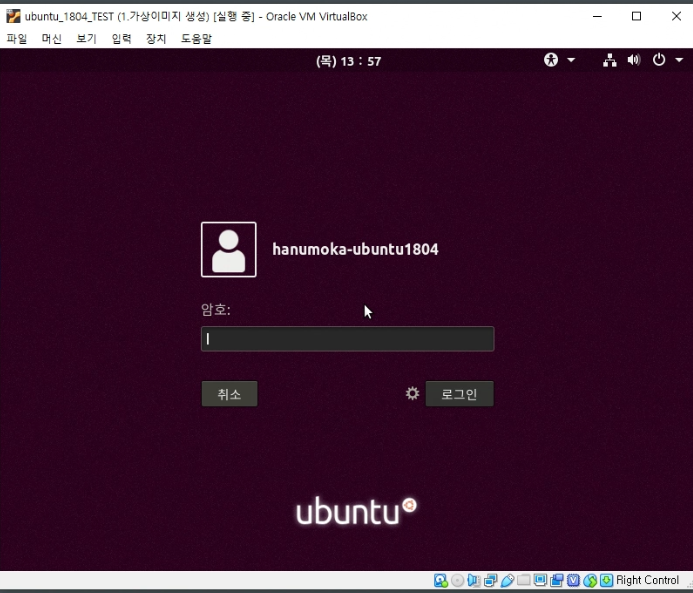 ubuntu_1804_TEST (1.가상이미지 생성) [실행 중] - Oracle VM VirtualBox
파일 머신 보기 입력 장치 도움말
(목) 13 : 57
hanumoka-ubuntu1804
암호:
취소 로그인
ubuntu
Right Control